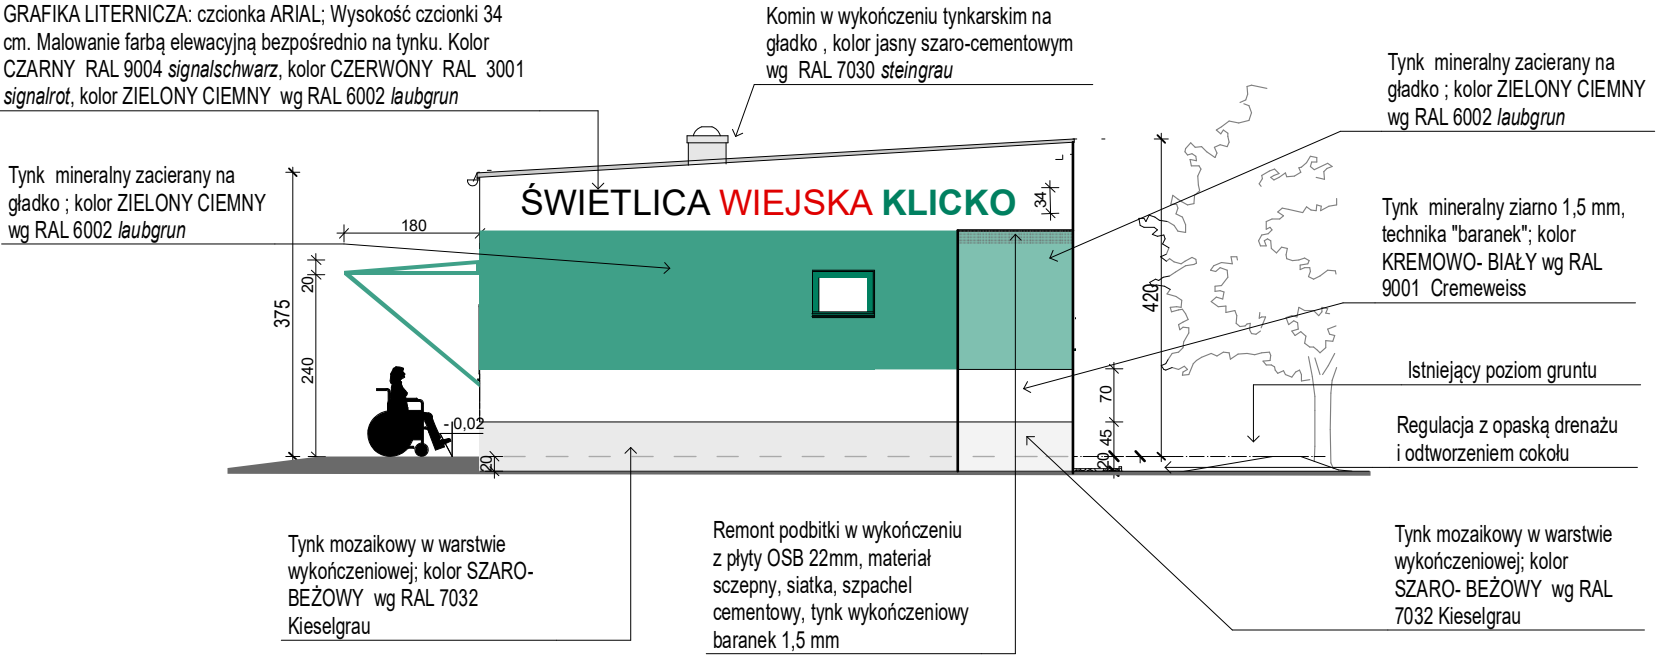 GRAFIKA LITERNICZA: czcionka ARIAL; Wysokość czcionki 34
cm. Malowanie farbą elewacyjną bezpośrednio na tynku. Kolor
CZARNY RAL 9004 signalschwarz, kolor CZERWONY RAL 3001
signalrot, kolor ZIELONY CIEMNY wg RAL 6002 laubgrun
Komin w wykończeniu tynkarskim na
gładko , kolor jasny szaro-cementowym
wg RAL 7030 steingrau
Tynk mineralny zacierany na
gładko ; kolor ZIELONY CIEMNY
wg RAL 6002 laubgrun
Tynk mineralny zacierany na
gładko ; kolor ZIELONY CIEMNY
wg RAL 6002 laubgrun
ŚWIETLICA WIEJSKA KLICKO
34
180
20
375
240
420
Tynk mineralny ziarno 1,5 mm,
technika "baranek"; kolor
KREMOWO- BIAŁY wg RAL
9001 Cremeweiss
Istniejący poziom gruntu
70
- 0,02
45
20
20
Regulacja z opaską drenażu
i odtworzeniem cokołu
Tynk mozaikowy w warstwie
wykończeniowej; kolor SZARO-
BEŻOWY wg RAL 7032
Kieselgrau
Remont podbitki w wykończeniu
z płyty OSB 22mm, materiał
sczepny, siatka, szpachel
cementowy, tynk wykończeniowy
baranek 1,5 mm
Tynk mozaikowy w warstwie
wykończeniowej; kolor
SZARO- BEŻOWY wg RAL
7032 Kieselgrau